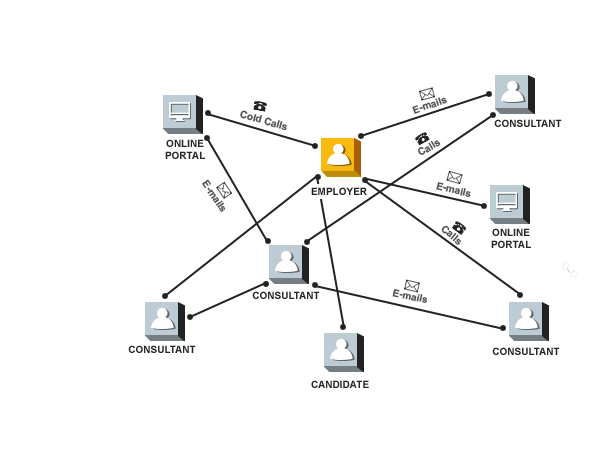 E-mails
CONSULTANT
Cold Calls
Calls
ONLINE
PORTAL
EMPLOYER
E-mails
E-mails
ONLINE
PORTAL
Calls
CONSULTANT
E-mails
CONSULTANT
CONSULTANT
CANDIDATE